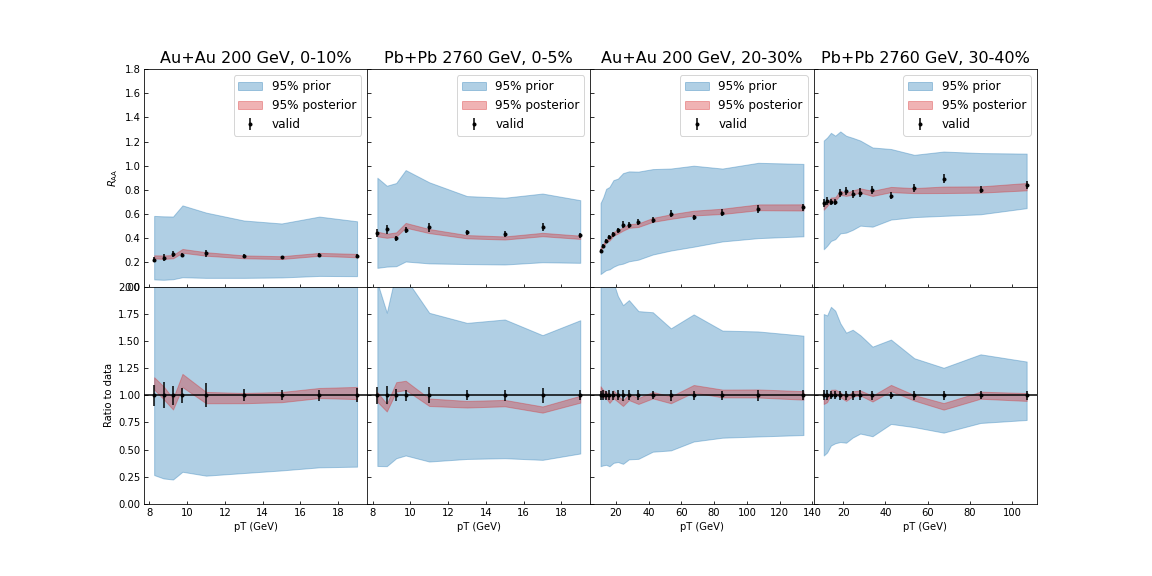 Au+Au 200 GeV, 0-10%
Pb+Pb 2760 GeV, 0-5%
Au+Au 200 GeV, 20-30%
Pb+Pb 2760 GeV, 30-40%
95% prior
95% posterior
valid
95% prior
95% posterior
valid
95% prior
95% posterior
valid
95% prior
95% posterior
valid
R_AA
1.8
1.6
1.4
1.2
1.0
0.8
0.6
0.4
0.2
Ratio to data
1.75
1.50
1.25
1.00
0.75
0.50
0.25
0.00
8 10 12 14 16 18
8 10 12 14 16 18
20 40 60 80 100 120 140
20 40 60 80 100
pT (GeV)
pT (GeV)
pT (GeV)
pT (GeV)